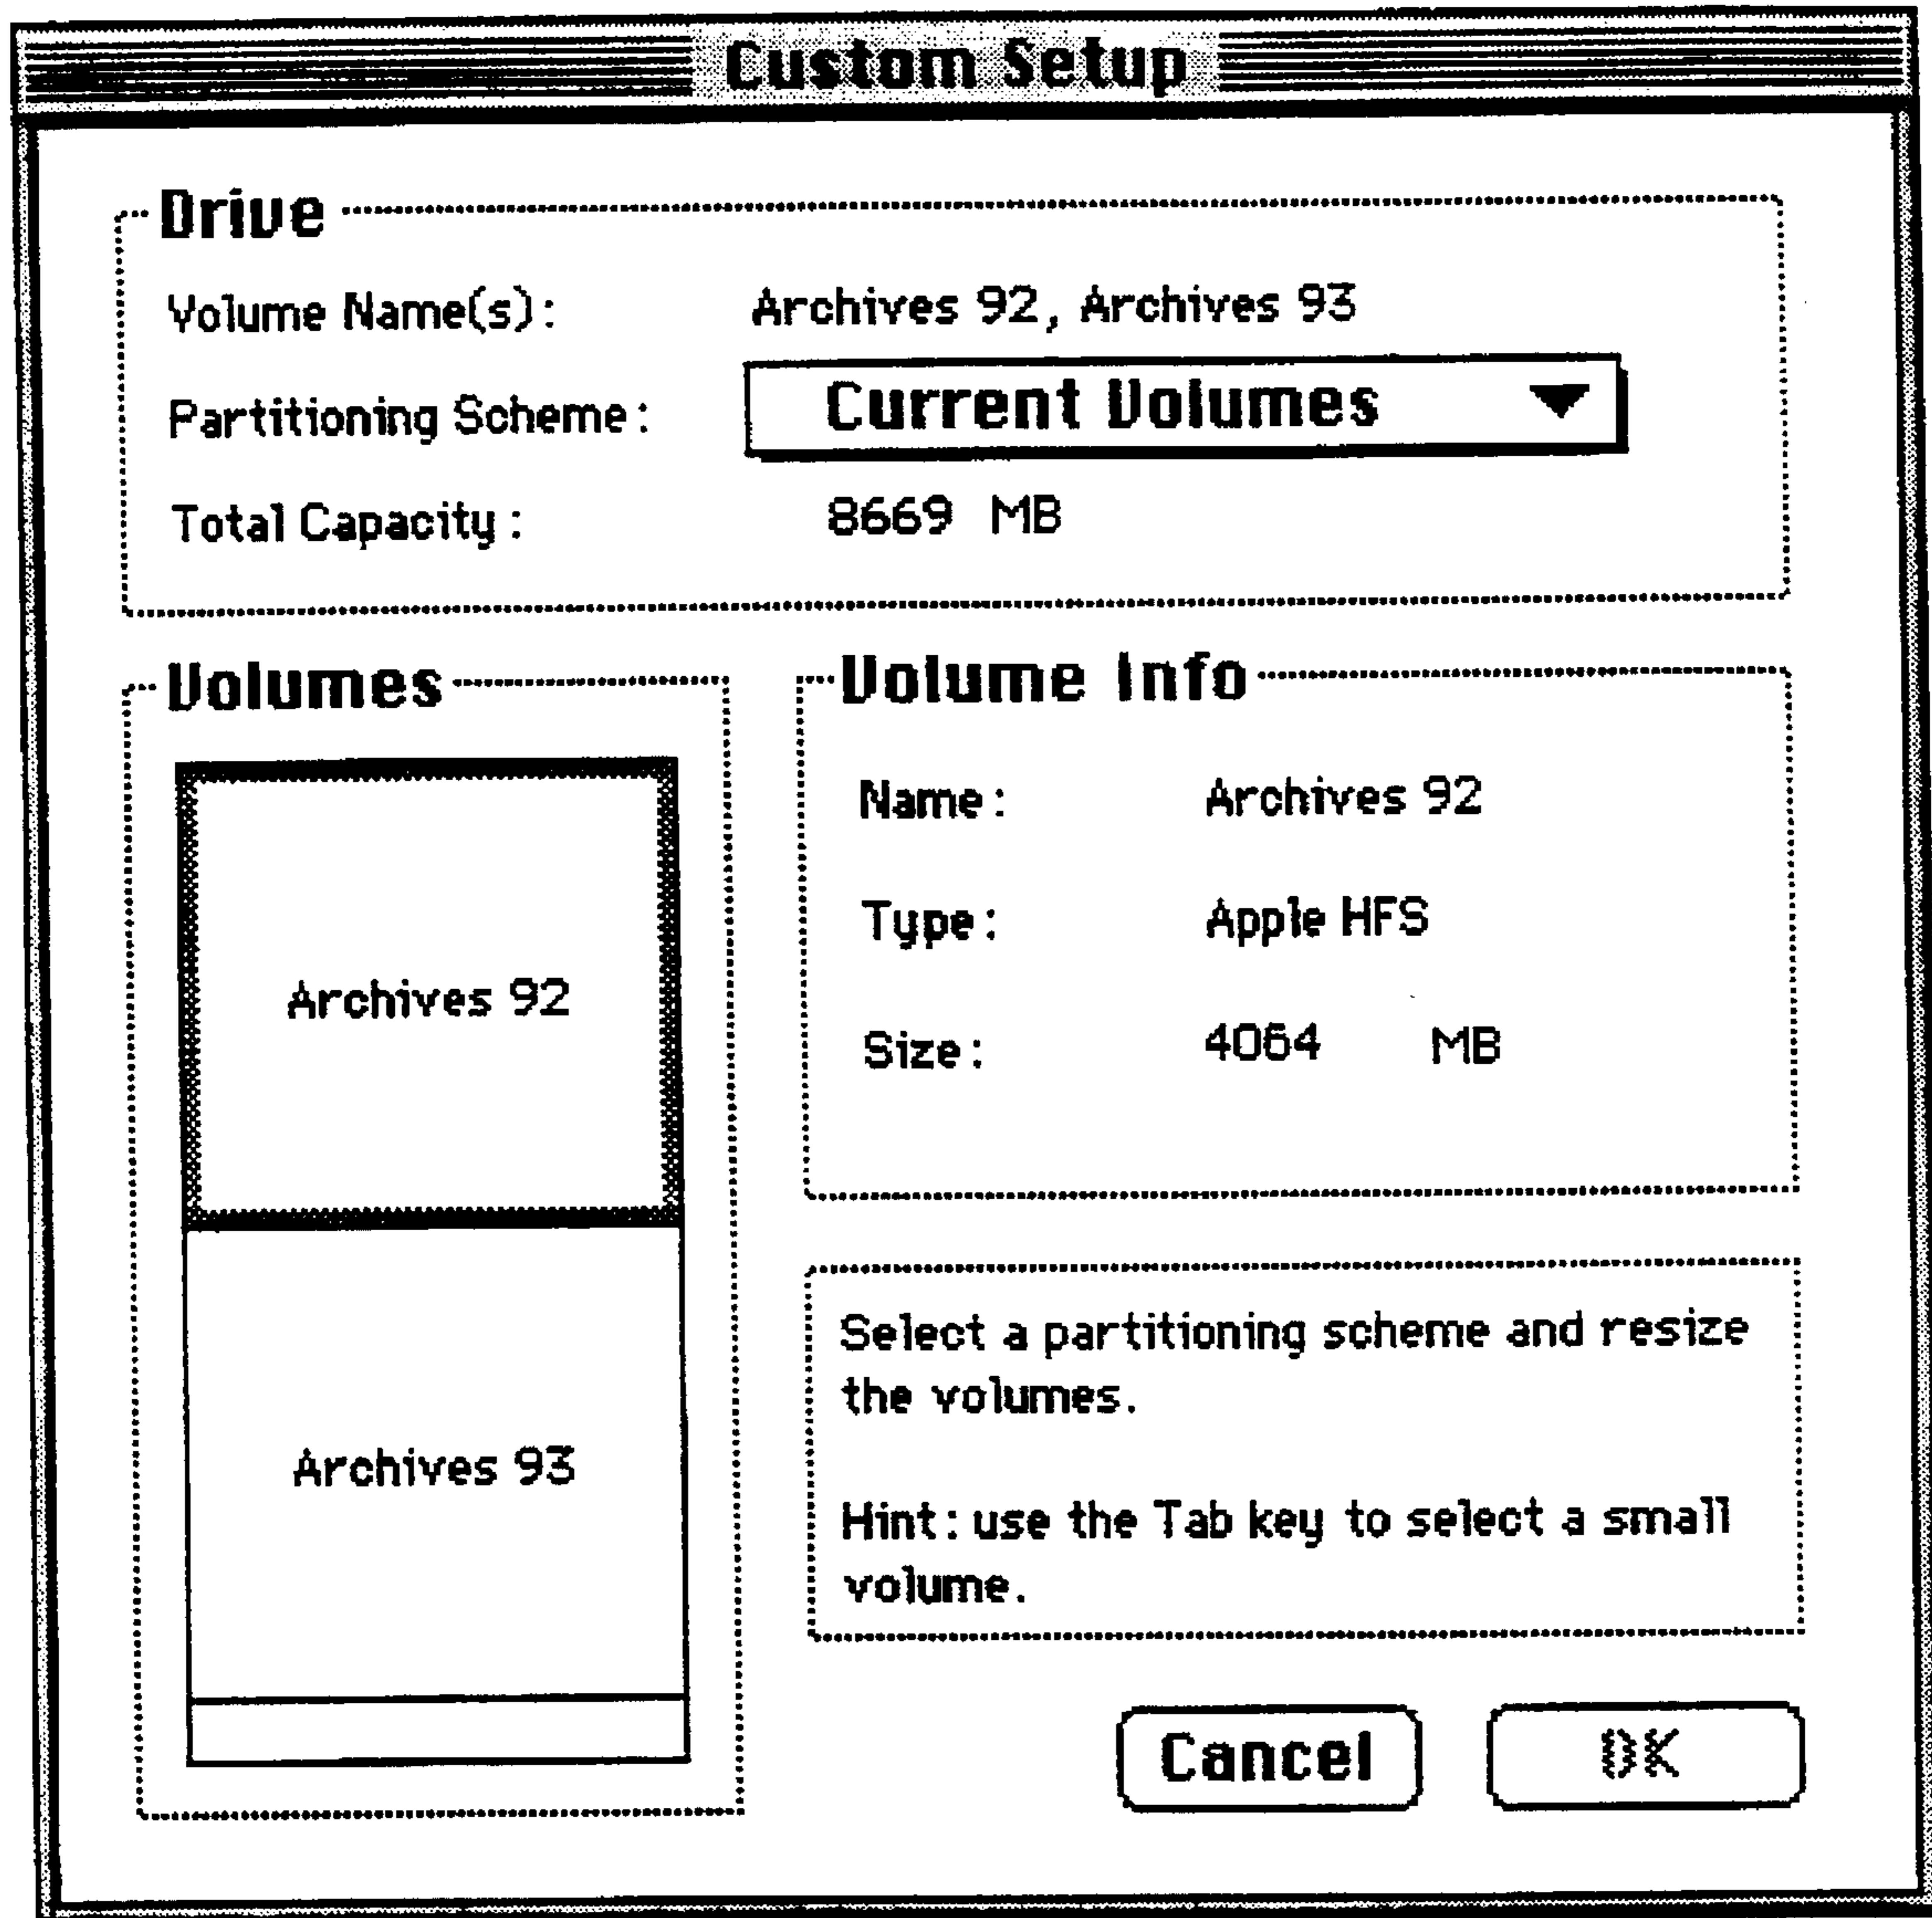 Custom Setup
Drive
Volume Name(s): Archives 92, Archives 93
Partitioning Scheme: Current Volumes
Total Capacity: 8669 MB
Volumes
Archives 92
Archives 93
Volume Info
Name: Archives 92
Type: Apple HFS
Size: 4064 MB
Select a partitioning scheme and resize
the volumes.
Hint: use the Tab key to select a small
volume.
Cancel
OK